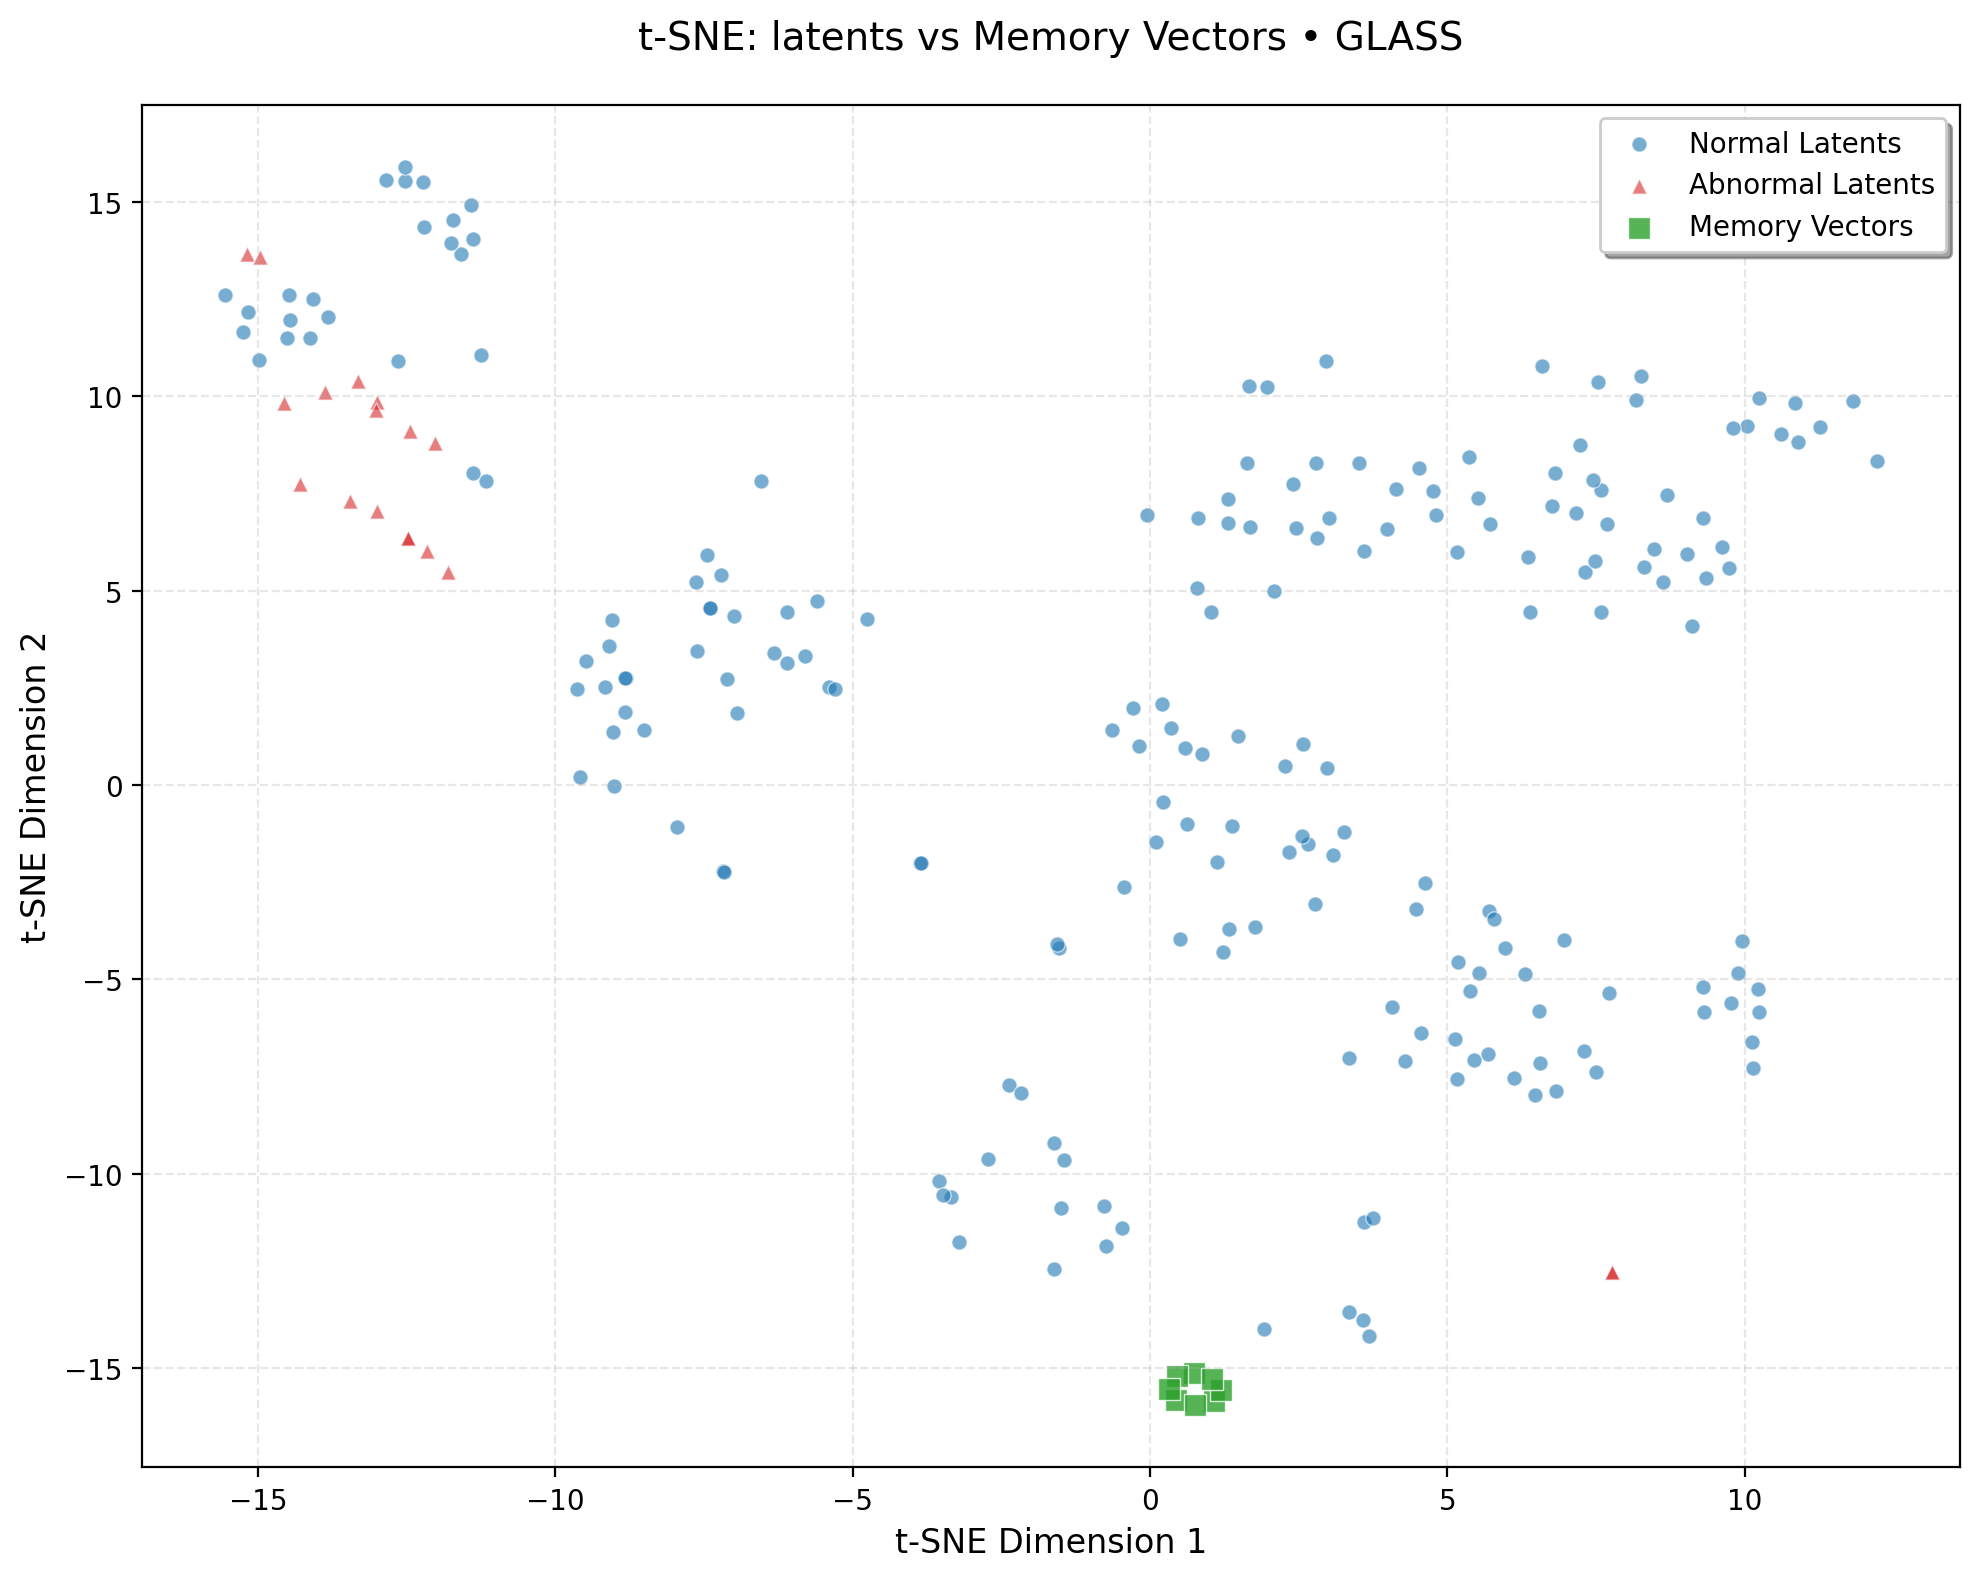 t-SNE: latents vs Memory Vectors • GLASS
Normal Latents
Abnormal Latents
Memory Vectors
15
10
5
0
−5
−10
−15
t-SNE Dimension 2
−15
−10
−5
0
5
10
t-SNE Dimension 1